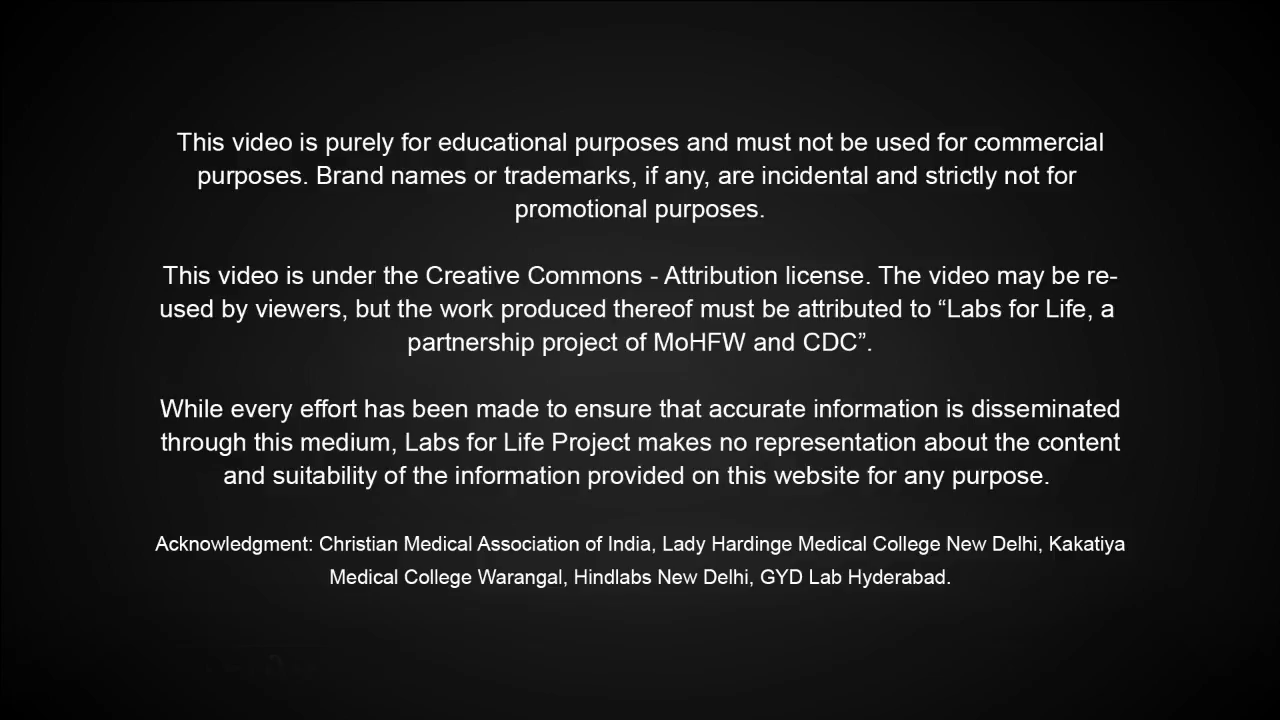 This video is purely for educational purposes and must not be used for commercial
purposes. Brand names or trademarks, if any, are incidental and strictly not for
promotional purposes.
This video is under the Creative Commons - Attribution license. The video may be re-
used by viewers, but the work produced thereof must be attributed to “Labs for Life, a
partnership project of MoHFW and CDC”.
While every effort has been made to ensure that accurate information is disseminated
through this medium, Labs for Life Project makes no representation about the content
and suitability of the information provided on this website for any purpose.
Acknowledgment: Christian Medical Association of India, Lady Hardinge Medical College New Delhi, Kakatiya
Medical College Warangal, Hindlabs New Delhi, GYD Lab Hyderabad.